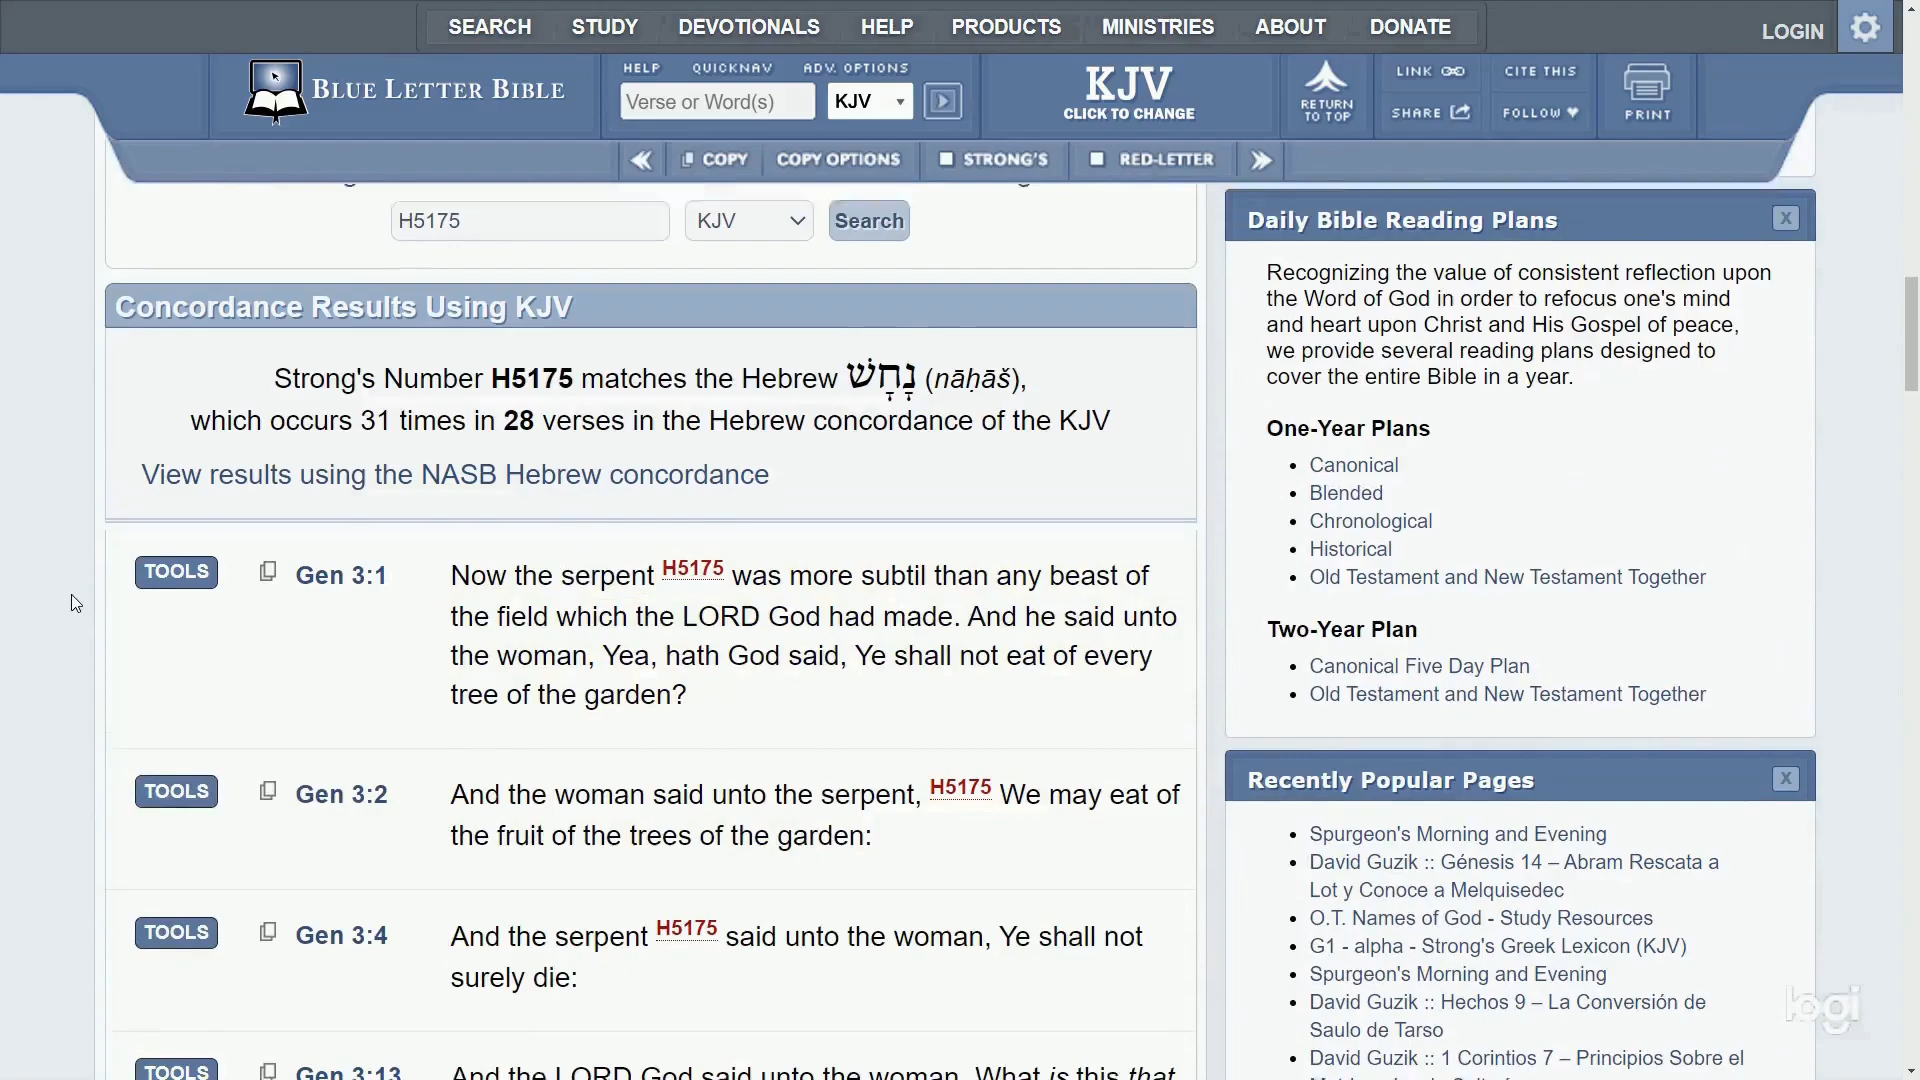 SEARCH STUDY DEVOTIONALS HELP PRODUCTS MINISTRIES ABOUT DONATE
LOGIN
BLUE LETTER BIBLE
HELP QUICKNAV ADV. OPTIONS
Verse or Word(s) KJV
KJV
CLICK TO CHANGE
RETURN
TO TOP
LINK CITE THIS
SHARE FOLLOW
PRINT
COPY COPY OPTIONS STRONG'S RED-LETTER
H5175 KJV Search
Concordance Results Using KJV
Strong's Number H5175 matches the Hebrew נָחָשׁ (nāḥāš),
which occurs 31 times in 28 verses in the Hebrew concordance of the KJV
View results using the NASB Hebrew concordance
TOOLS Gen 3:1 Now the serpent H5175 was more subtil than any beast of
the field which the LORD God had made. And he said unto
the woman, Yea, hath God said, Ye shall not eat of every
tree of the garden?
TOOLS Gen 3:2 And the woman said unto the serpent, H5175 We may eat of
the fruit of the trees of the garden:
TOOLS Gen 3:4 And the serpent H5175 said unto the woman, Ye shall not
surely die:
TOOLS Gen 3:13 And the LORD God said unto the woman, What is this that
Daily Bible Reading Plans X
Recognizing the value of consistent reflection upon
the Word of God in order to refocus one's mind
and heart upon Christ and His Gospel of peace,
we provide several reading plans designed to
cover the entire Bible in a year.
One-Year Plans
Canonical
Blended
Chronological
Historical
Old Testament and New Testament Together
Two-Year Plan
Canonical Five Day Plan
Old Testament and New Testament Together
Recently Popular Pages X
Spurgeon's Morning and Evening
David Guzik :: Génesis 14 – Abram Rescata a
Lot y Conoce a Melquisedec
O.T. Names of God - Study Resources
G1 - alpha - Strong's Greek Lexicon (KJV)
Spurgeon's Morning and Evening
David Guzik :: Hechos 9 – La Conversión de
Saulo de Tarso
David Guzik :: 1 Corintios 7 – Principios Sobre el
logi